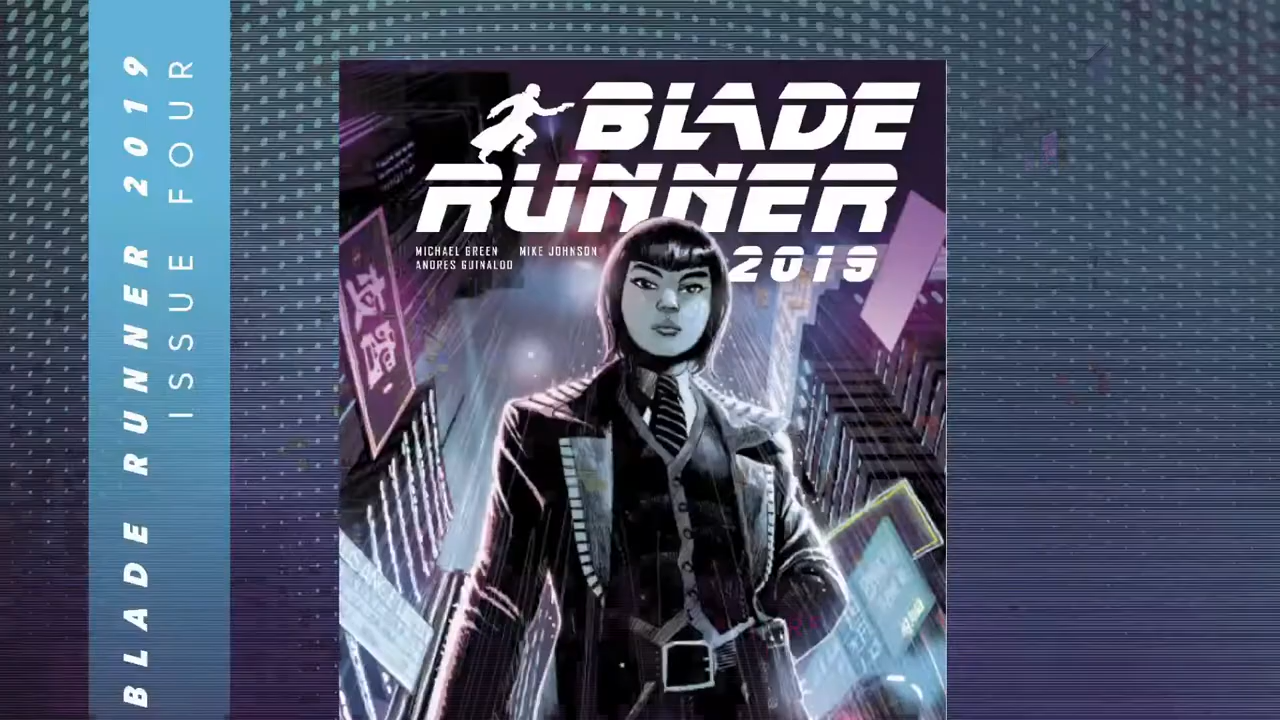 BLADE RUNNER 2019
ISSUE FOUR
BLADE
RUNNER
2019
MICHAEL GREEN MIKE JOHNSON
ANDRES GUINALDO